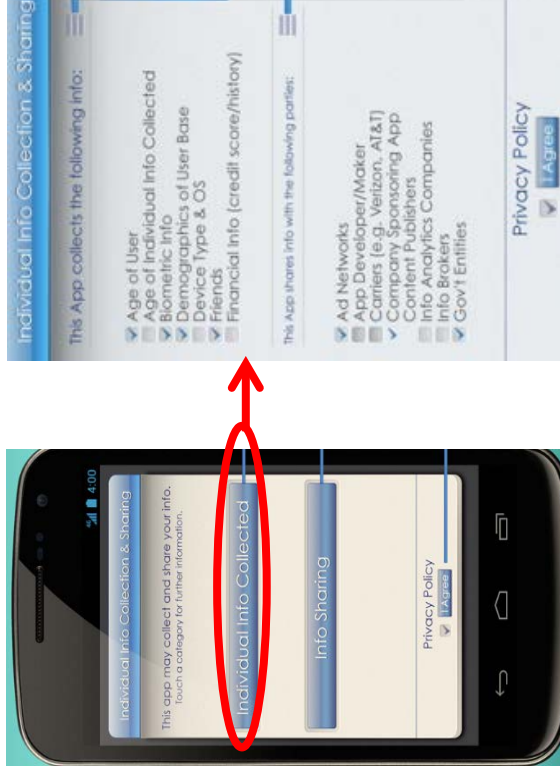 4:00
Individual Info Collection & Sharing
This app may collect and share your info.
Touch a category for further information.
Individual Info Collected
Info Sharing
Privacy Policy
I Agree
Individual Info Collection & Sharing
This App collects the following info:
Age of User
Age of Individual Info Collected
Biometric Info
Demographics of User Base
Device Type & OS
Friends
Financial Info (credit score/history)
This App shares info with the following parties:
Ad Networks
App Developer/Maker
Carriers (e.g. Verizon, AT&T)
Company Sponsoring App
Content Publishers
Info Analytics Companies
Info Brokers
Gov't Entities
Privacy Policy
I Agree